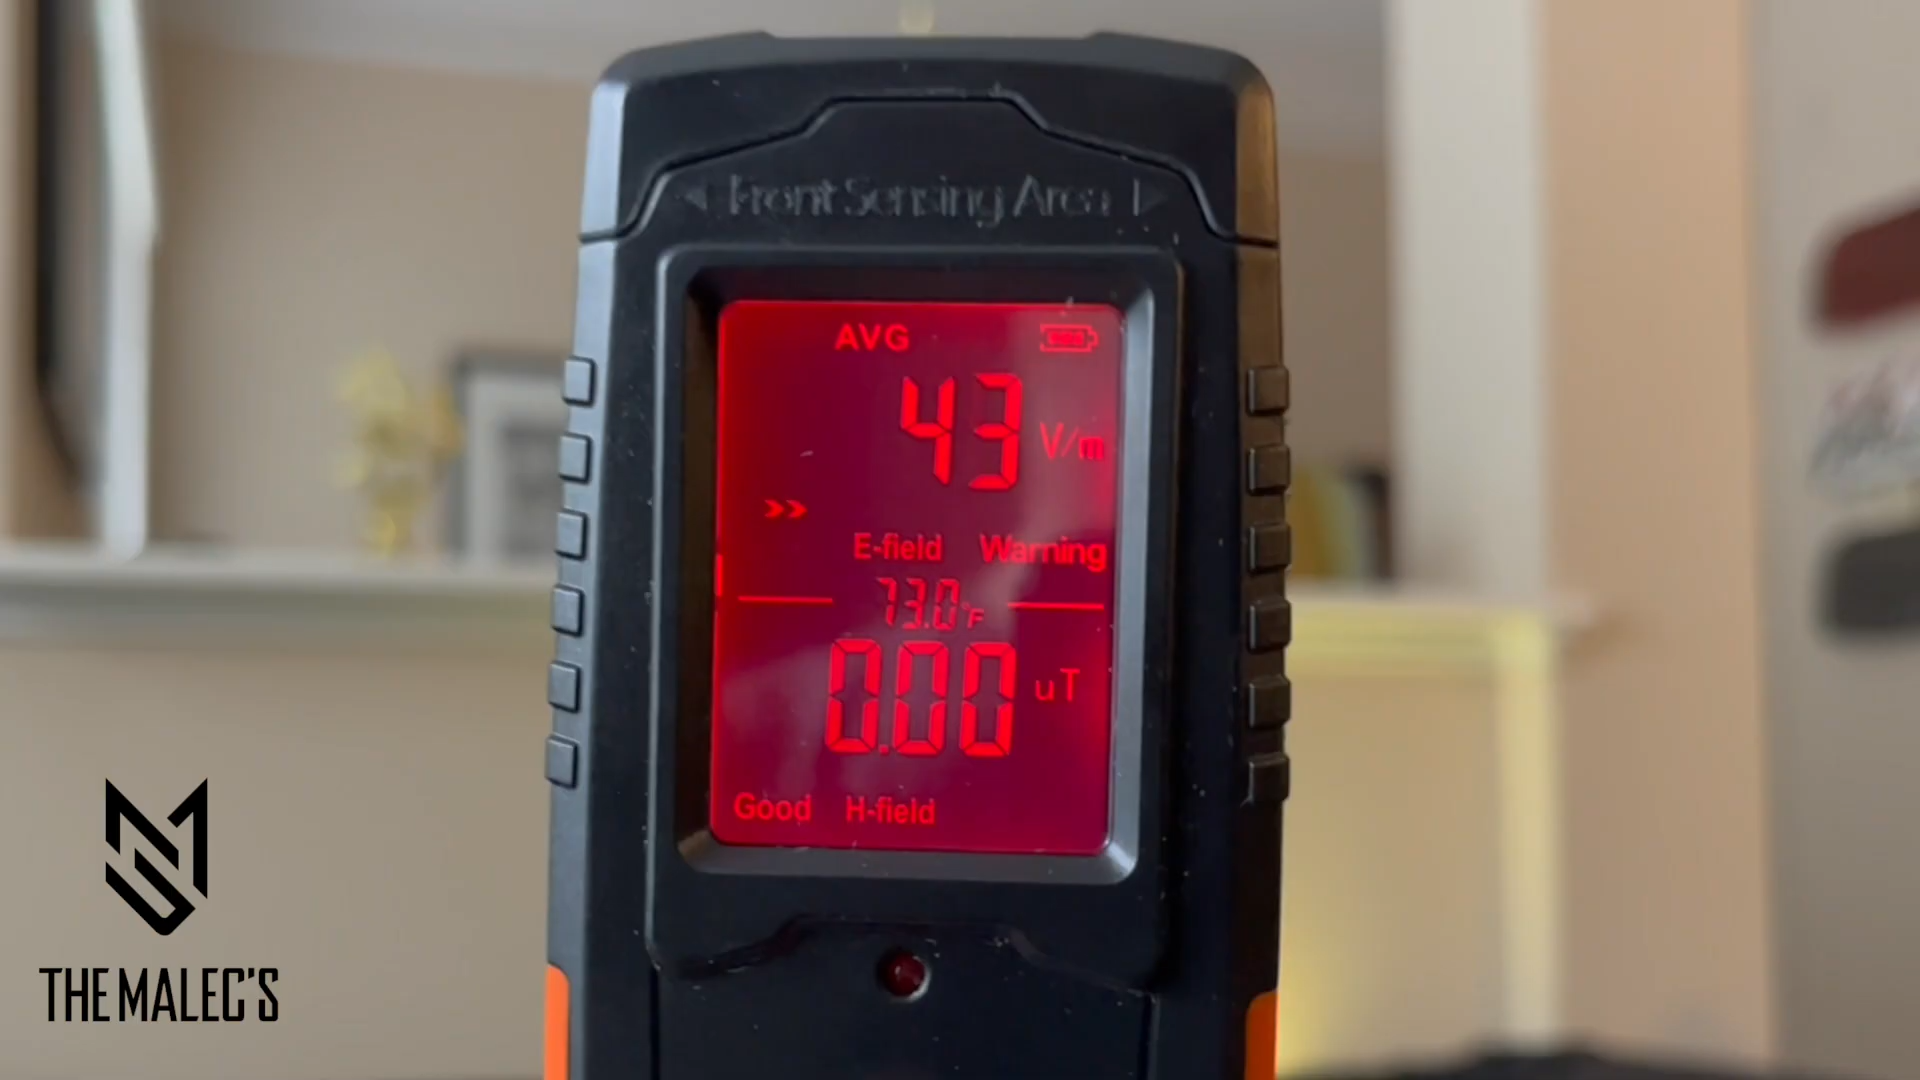 Front Sensing Area
AVG
43 V/m
>>
E-field Warning
73.0°F
0.00 uT
Good H-field
THE MALEC'S